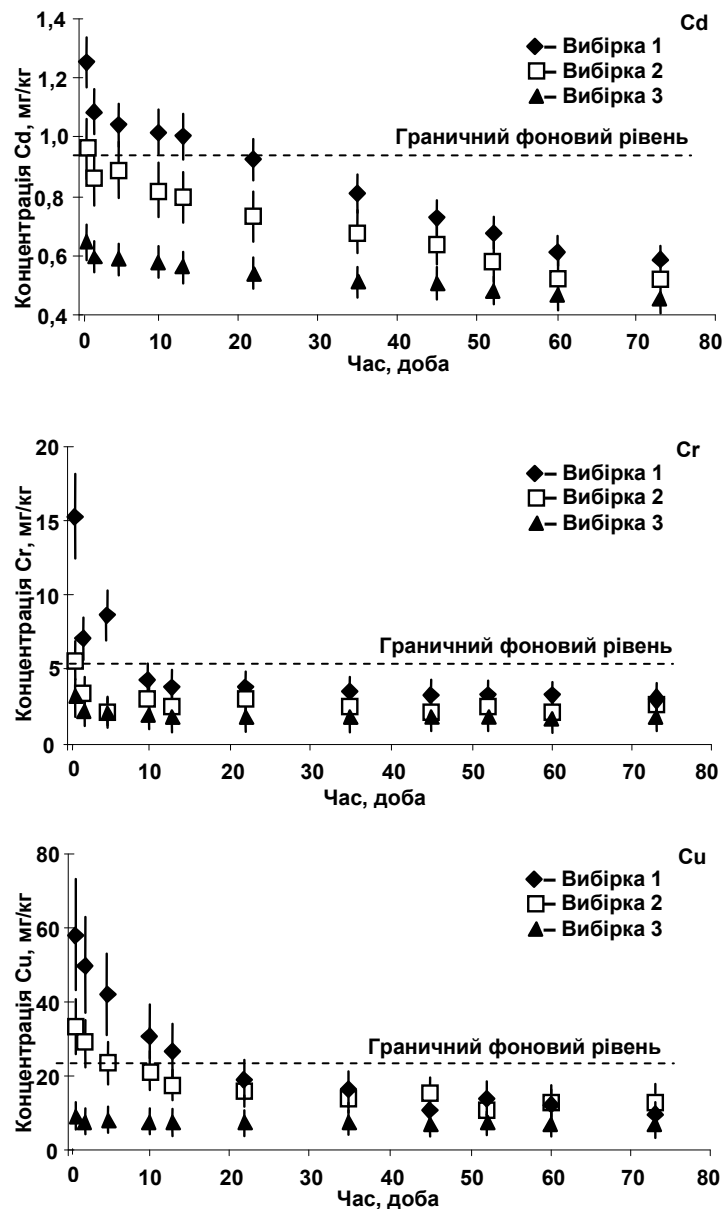 Cd
Концентрація Cd, мг/кг
1,4
1,2
1,0
0,8
0,6
0,4
Вибірка 1
Вибірка 2
Вибірка 3
Граничний фоновий рівень
0 10 20 30 40 50 60 70 80
Час, доба
Cr
Концентрація Cr, мг/кг
20
15
10
5
0
Вибірка 1
Вибірка 2
Вибірка 3
Граничний фоновий рівень
0 10 20 30 40 50 60 70 80
Час, доба
Cu
Концентрація Cu, мг/кг
80
60
40
20
0
Вибірка 1
Вибірка 2
Вибірка 3
Граничний фоновий рівень
0 10 20 30 40 50 60 70 80
Час, доба